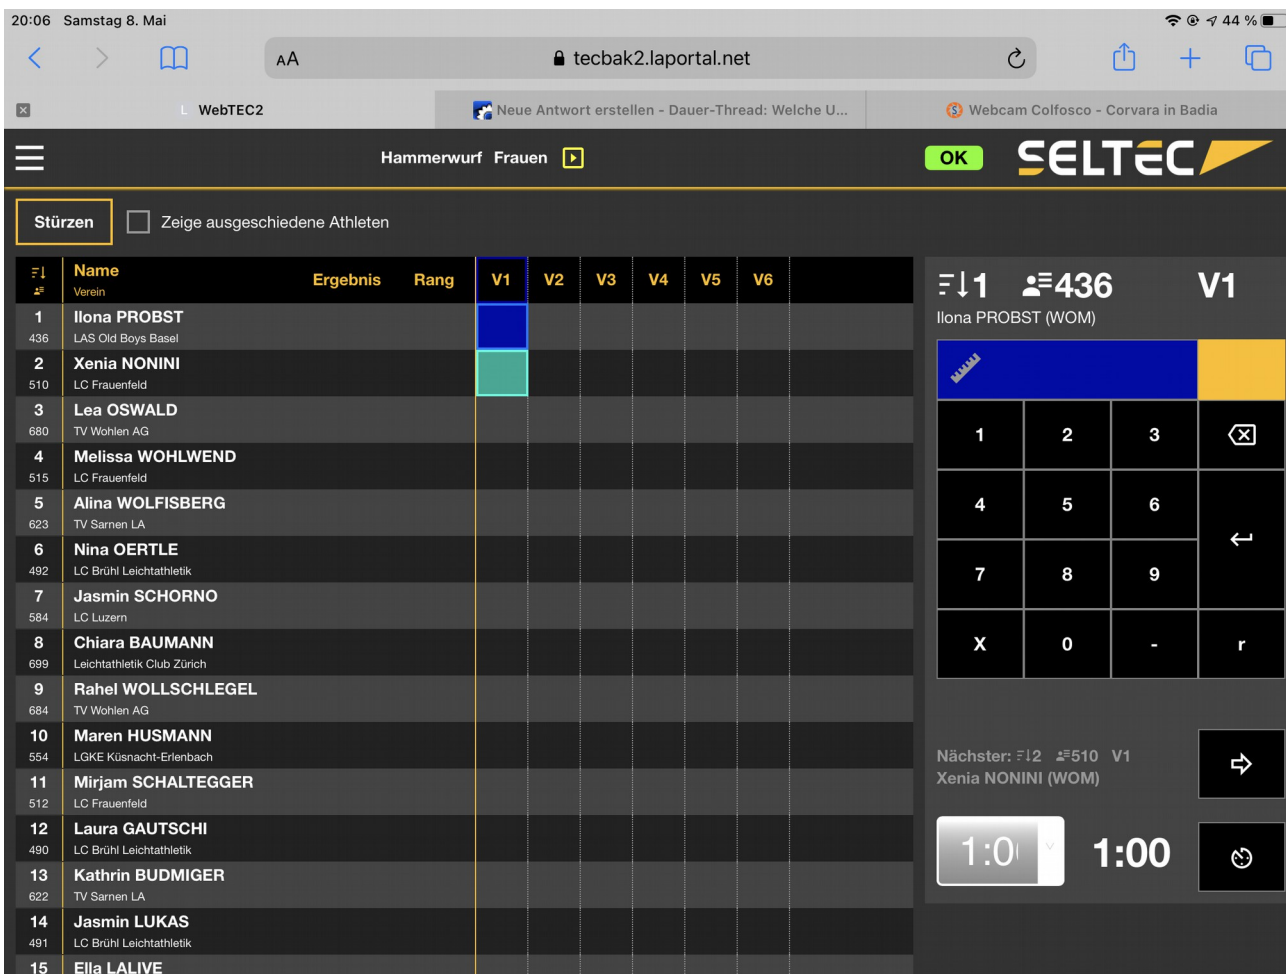 20:06 Samstag 8. Mai 44 %
AA tecbak2.laportal.net
L WebTEC2 Neue Antwort erstellen - Dauer-Thread: Welche U... Webcam Colfosco - Corvara in Badia
Hammerwurf Frauen OK SELTEC
Stürzen Zeige ausgeschiedene Athleten
Name Ergebnis Rang V1 V2 V3 V4 V5 V6
Verein
1 Ilona PROBST
436 LAS Old Boys Basel
2 Xenia NONINI
510 LC Frauenfeld
3 Lea OSWALD
680 TV Wohlen AG
4 Melissa WOHLWEND
515 LC Frauenfeld
5 Alina WOLFISBERG
623 TV Sarnen LA
6 Nina OERTLE
492 LC Brühl Leichtathletik
7 Jasmin SCHORNO
584 LC Luzern
8 Chiara BAUMANN
699 Leichtathletik Club Zürich
9 Rahel WOLLSCHLEGEL
684 TV Wohlen AG
10 Maren HUSMANN
554 LGKE Küsnacht-Erlenbach
11 Mirjam SCHALTEGGER
512 LC Frauenfeld
12 Laura GAUTSCHI
490 LC Brühl Leichtathletik
13 Kathrin BUDMIGER
622 TV Sarnen LA
14 Jasmin LUKAS
491 LC Brühl Leichtathletik
15 Ella LALIVE
1 436 V1
Ilona PROBST (WOM)
1 2 3
4 5 6
7 8 9
X 0 - r
Nächster: 2 510 V1
Xenia NONINI (WOM)
1:0 1:00